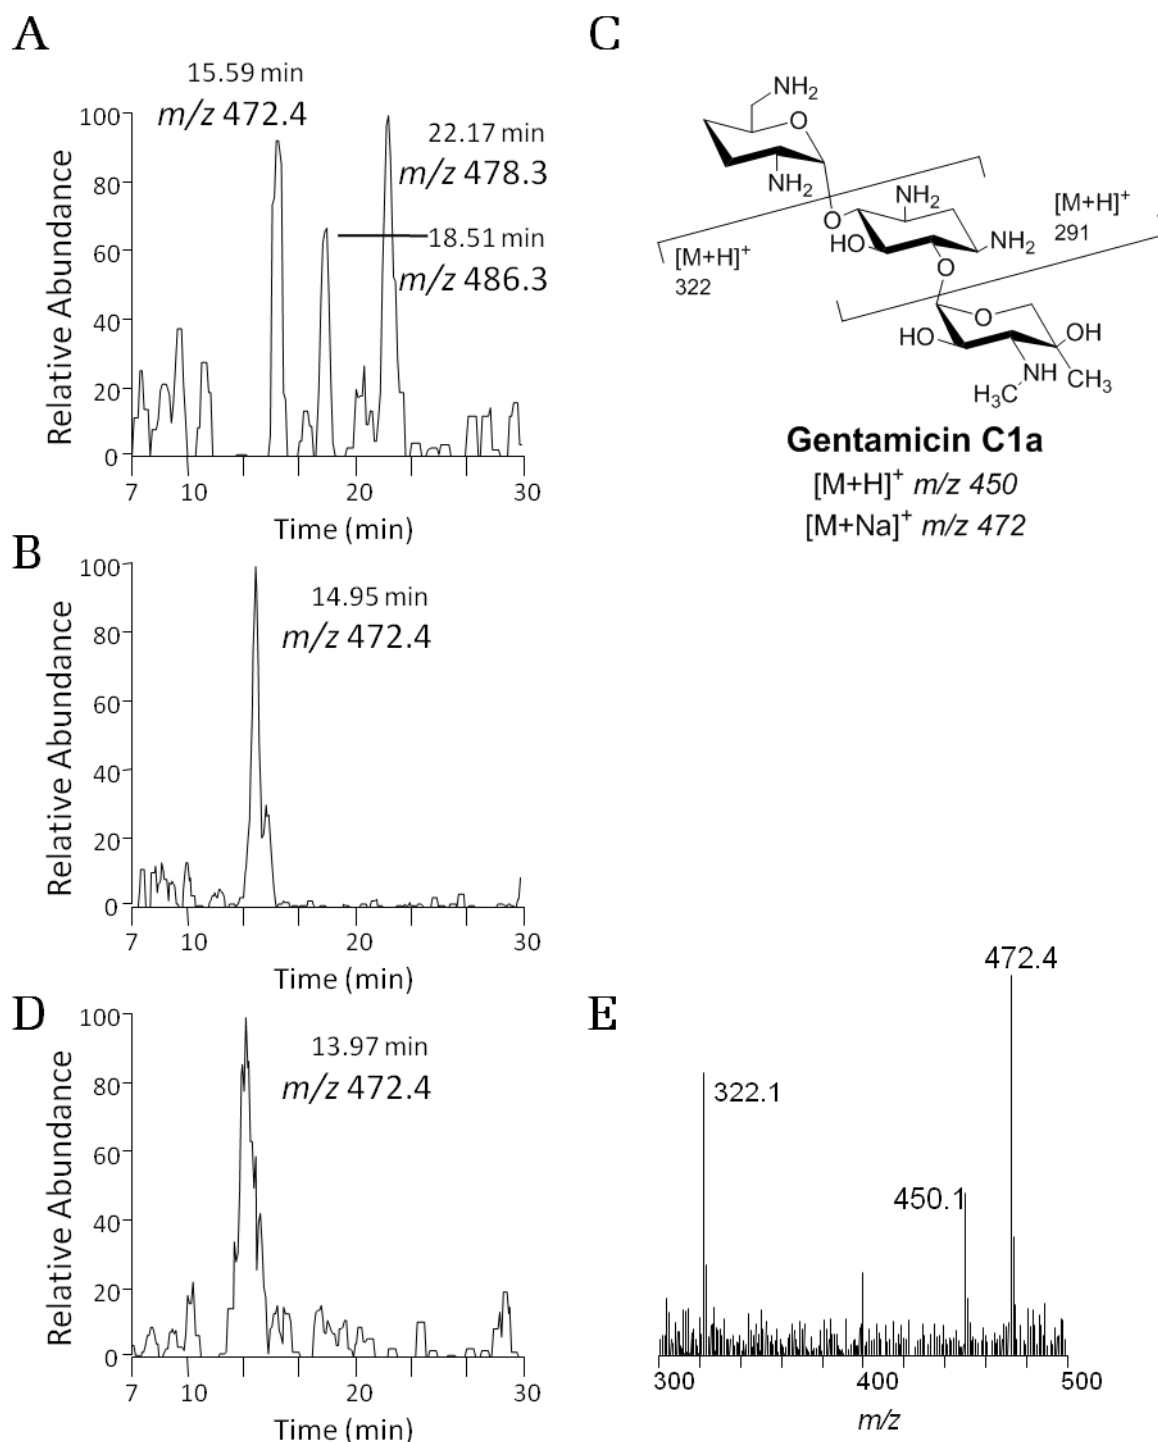 A
15.59 min
m/z 472.4
22.17 min
m/z 478.3
18.51 min
m/z 486.3
Relative Abundance
100
80
60
40
20
0
7 10 20 30
Time (min)
B
14.95 min
m/z 472.4
Relative Abundance
100
80
60
40
20
0
7 10 20 30
Time (min)
C
NH2
O
NH2
O
NH2
HO
NH2
O
[M+H]+
322
[M+H]+
291
O
HO
OH
NH
H3C
CH3
Gentamicin C1a
[M+H]+ m/z 450
[M+Na]+ m/z 472
D
13.97 min
m/z 472.4
Relative Abundance
100
80
60
40
20
0
7 10 20 30
Time (min)
E
472.4
322.1
450.1
300 400 500
m/z